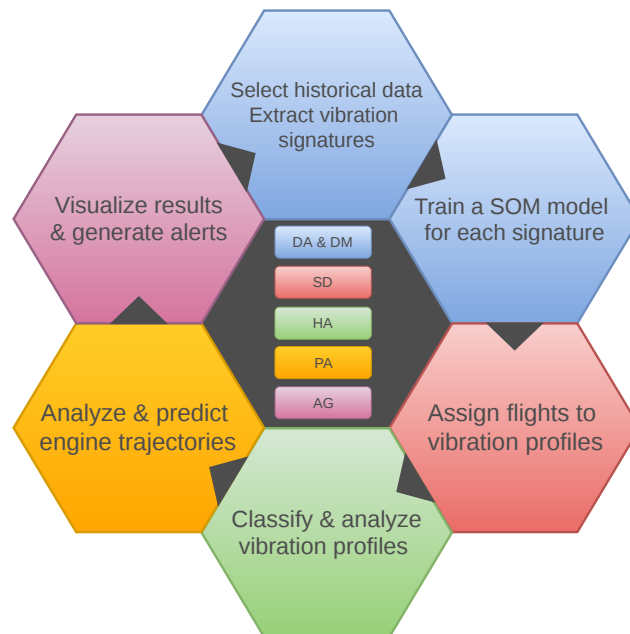 Select historical data
Extract vibration
signatures
Train a SOM model
for each signature
Assign flights to
vibration profiles
Classify & analyze
vibration profiles
Analyze & predict
engine trajectories
Visualize results
& generate alerts
DA & DM
SD
HA
PA
AG